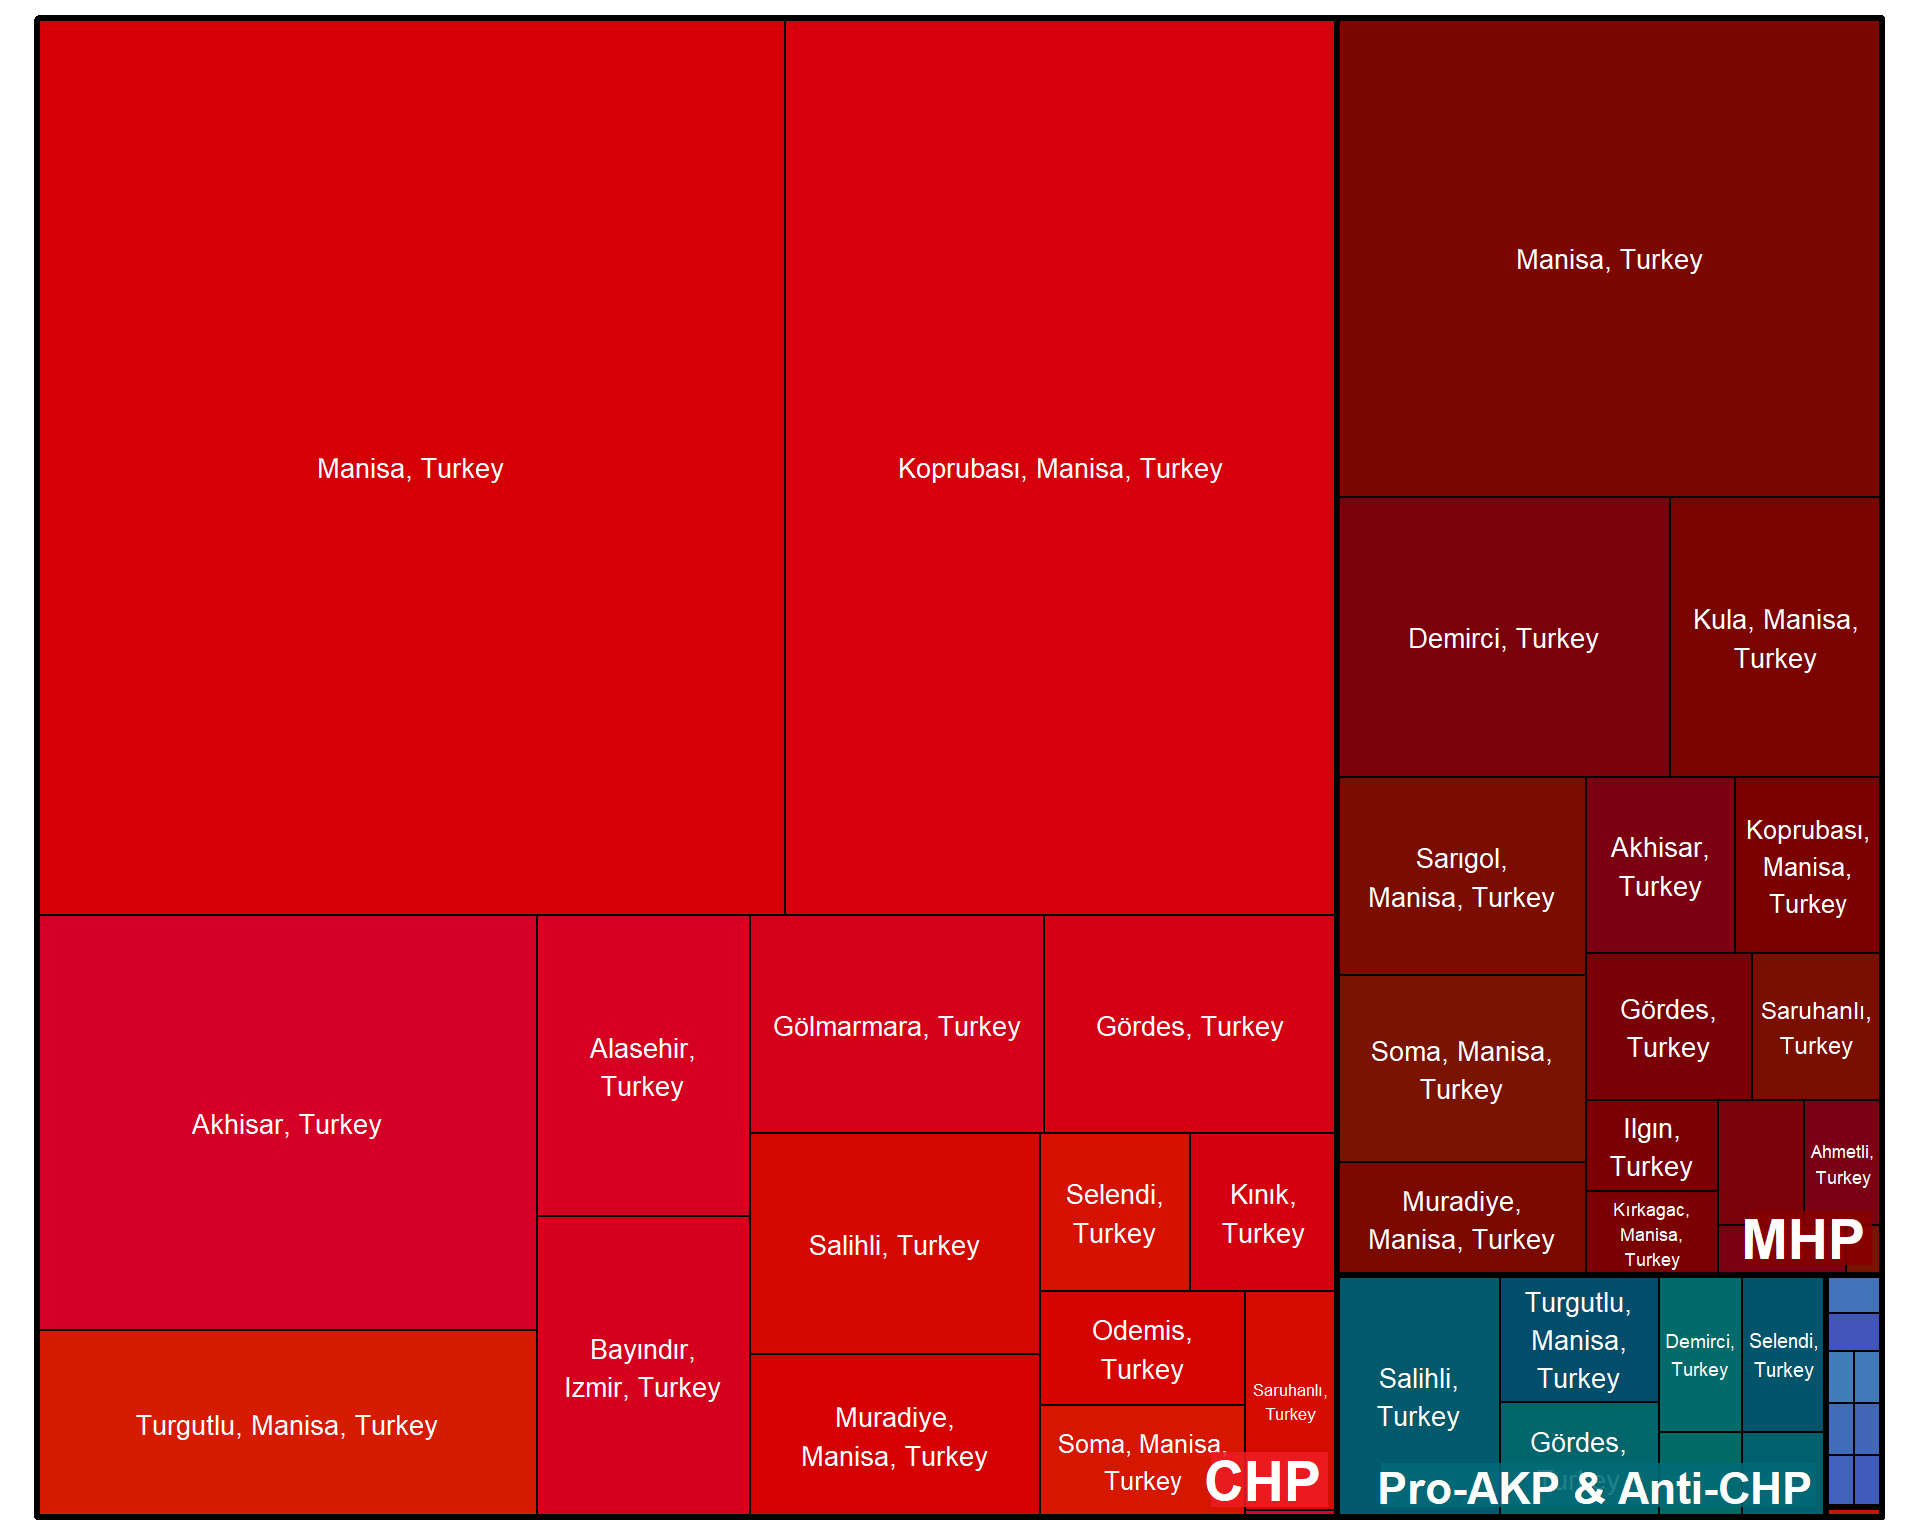 Manisa, Turkey
Koprubası, Manisa, Turkey
Akhisar, Turkey
Turgutlu, Manisa, Turkey
Alasehir,
Turkey
Bayındır,
Izmir, Turkey
Gölmarmara, Turkey
Gördes, Turkey
Salihli, Turkey
Muradiye,
Manisa, Turkey
Selendi,
Turkey
Kınık,
Turkey
Odemis,
Turkey
Soma, Manisa,
Turkey
Saruhanlı,
Turkey
CHP
Manisa, Turkey
Demirci, Turkey
Kula, Manisa,
Turkey
Sarıgol,
Manisa, Turkey
Akhisar,
Turkey
Koprubası,
Manisa,
Turkey
Soma, Manisa,
Turkey
Gördes,
Turkey
Saruhanlı,
Turkey
Muradiye,
Manisa, Turkey
Ilgın,
Turkey
Kırkagac,
Manisa,
Turkey
Ahmetli,
Turkey
MHP
Salihli,
Turkey
Turgutlu,
Manisa,
Turkey
Gördes,
Demirci,
Turkey
Selendi,
Turkey
Pro-AKP & Anti-CHP